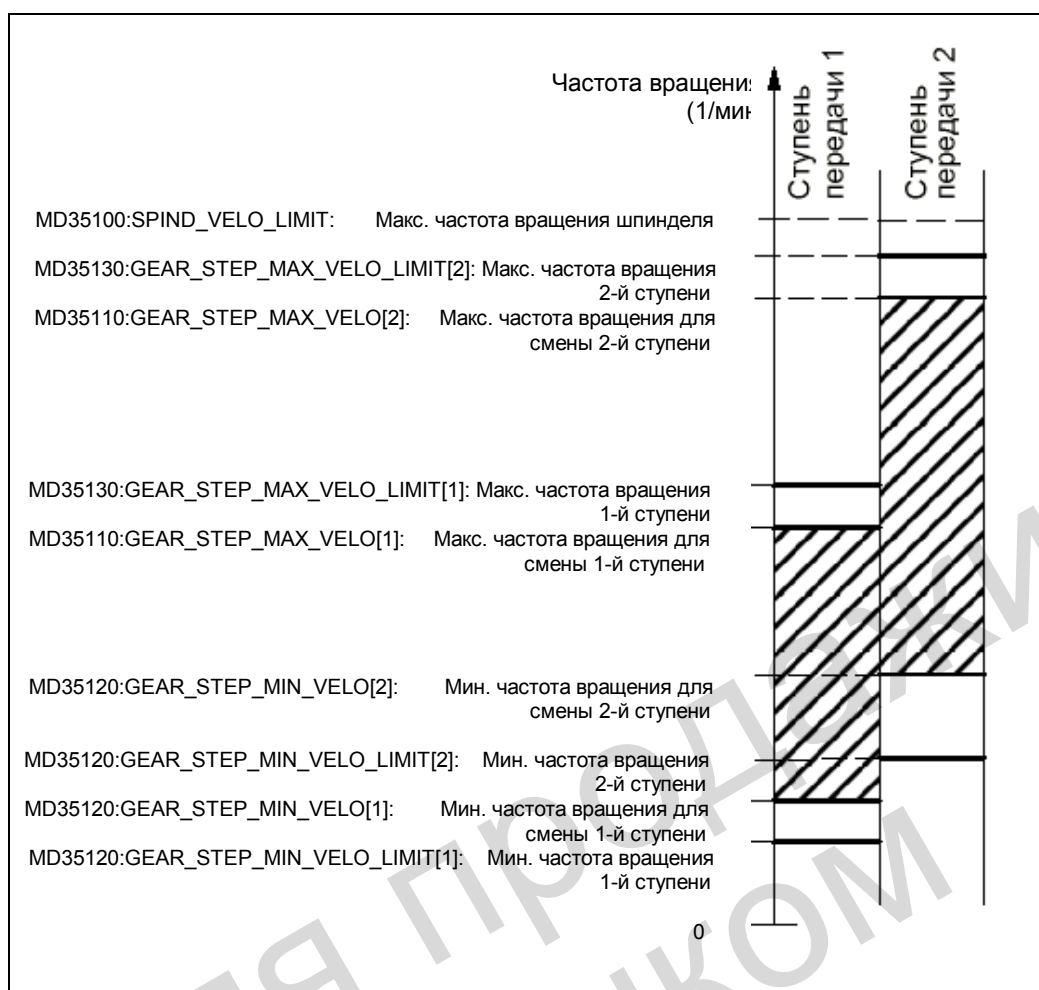 Частота вращени
(1/мин
Ступень
передачи 1
Ступень
передачи 2
MD35100:SPIND_VELO_LIMIT: Макс. частота вращения шпинделя
MD35130:GEAR_STEP_MAX_VELO_LIMIT[2]: Макс. частота вращения
2-й ступени
MD35110:GEAR_STEP_MAX_VELO[2]: Макс. частота вращения для
смены 2-й ступени
MD35130:GEAR_STEP_MAX_VELO_LIMIT[1]: Макс. частота вращения
1-й ступени
MD35110:GEAR_STEP_MAX_VELO[1]: Макс. частота вращения для
смены 1-й ступени
MD35120:GEAR_STEP_MIN_VELO[2]: Мин. частота вращения для
смены 2-й ступени
MD35120:GEAR_STEP_MIN_VELO_LIMIT[2]: Мин. частота вращения
2-й ступени
MD35120:GEAR_STEP_MIN_VELO[1]: Мин. частота вращения для
смены 1-й ступени
MD35120:GEAR_STEP_MIN_VELO_LIMIT[1]: Мин. частота вращения
1-й ступени
0